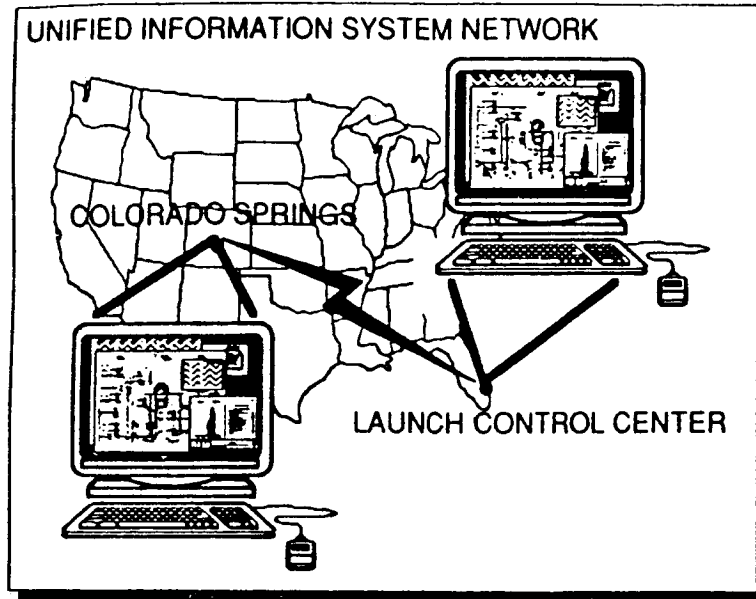 UNIFIED INFORMATION SYSTEM NETWORK
COLORADO SPRINGS
LAUNCH CONTROL CENTER